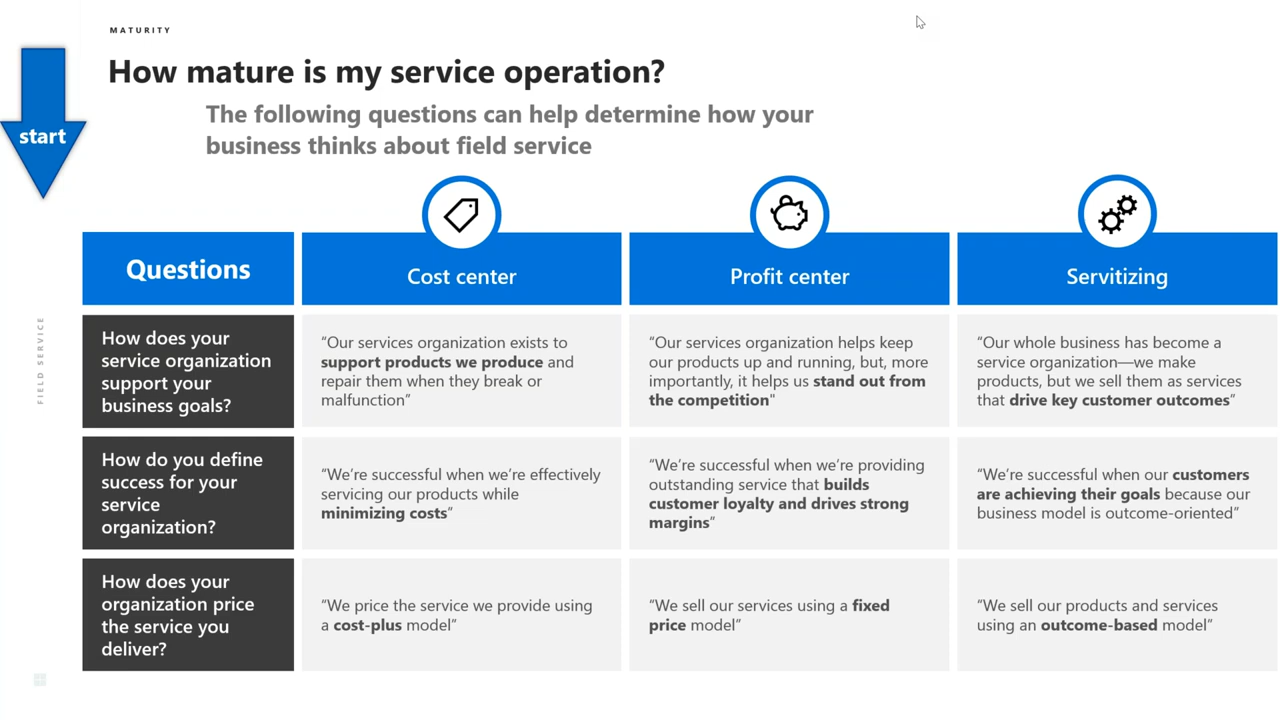 MATURITY
How mature is my service operation?
The following questions can help determine how your
business thinks about field service
start
Questions
Cost center
Profit center
Servitizing
How does your
service organization
support your
business goals?
“Our services organization exists to
support products we produce and
repair them when they break or
malfunction”
“Our services organization helps keep
our products up and running, but, more
importantly, it helps us stand out from
the competition"
“Our whole business has become a
service organization—we make
products, but we sell them as services
that drive key customer outcomes”
How do you define
success for your
service
organization?
“We’re successful when we’re effectively
servicing our products while
minimizing costs”
“We’re successful when we’re providing
outstanding service that builds
customer loyalty and drives strong
margins”
“We’re successful when our customers
are achieving their goals because our
business model is outcome-oriented”
How does your
organization price
the service you
deliver?
“We price the service we provide using
a cost-plus model”
“We sell our services using a fixed
price model”
“We sell our products and services
using an outcome-based model”
FIELD SERVICE